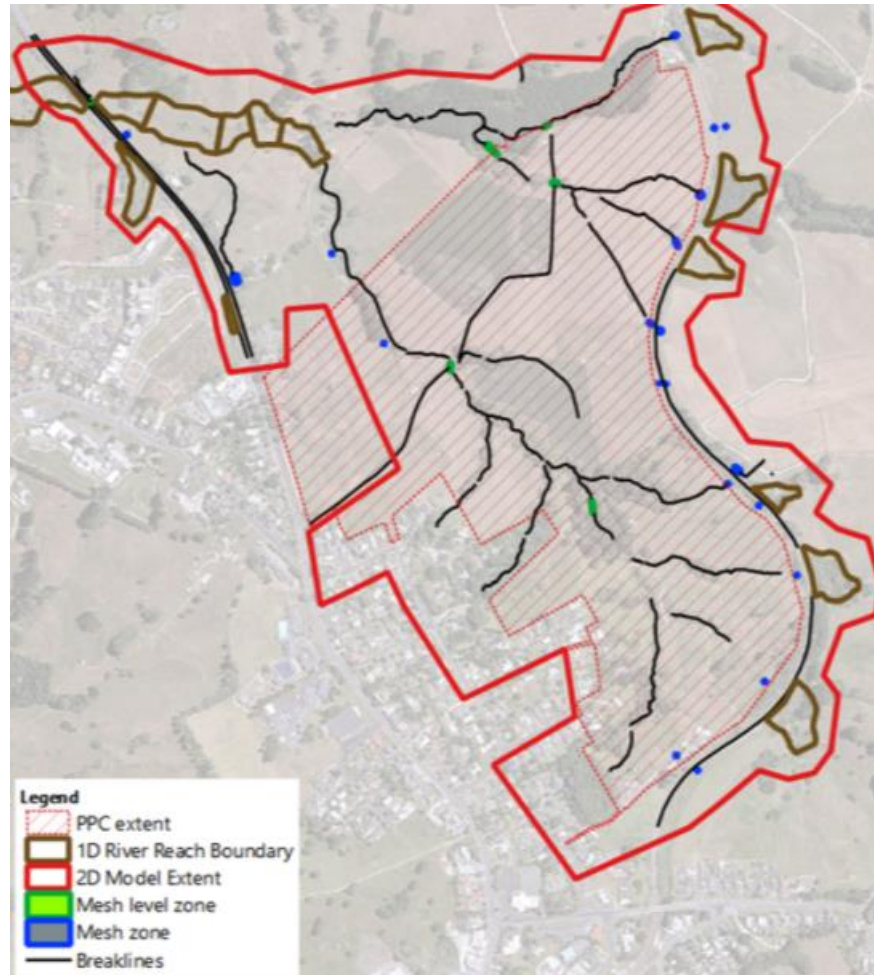 Legend
PPC extent
1D River Reach Boundary
2D Model Extent
Mesh level zone
Mesh zone
Breaklines